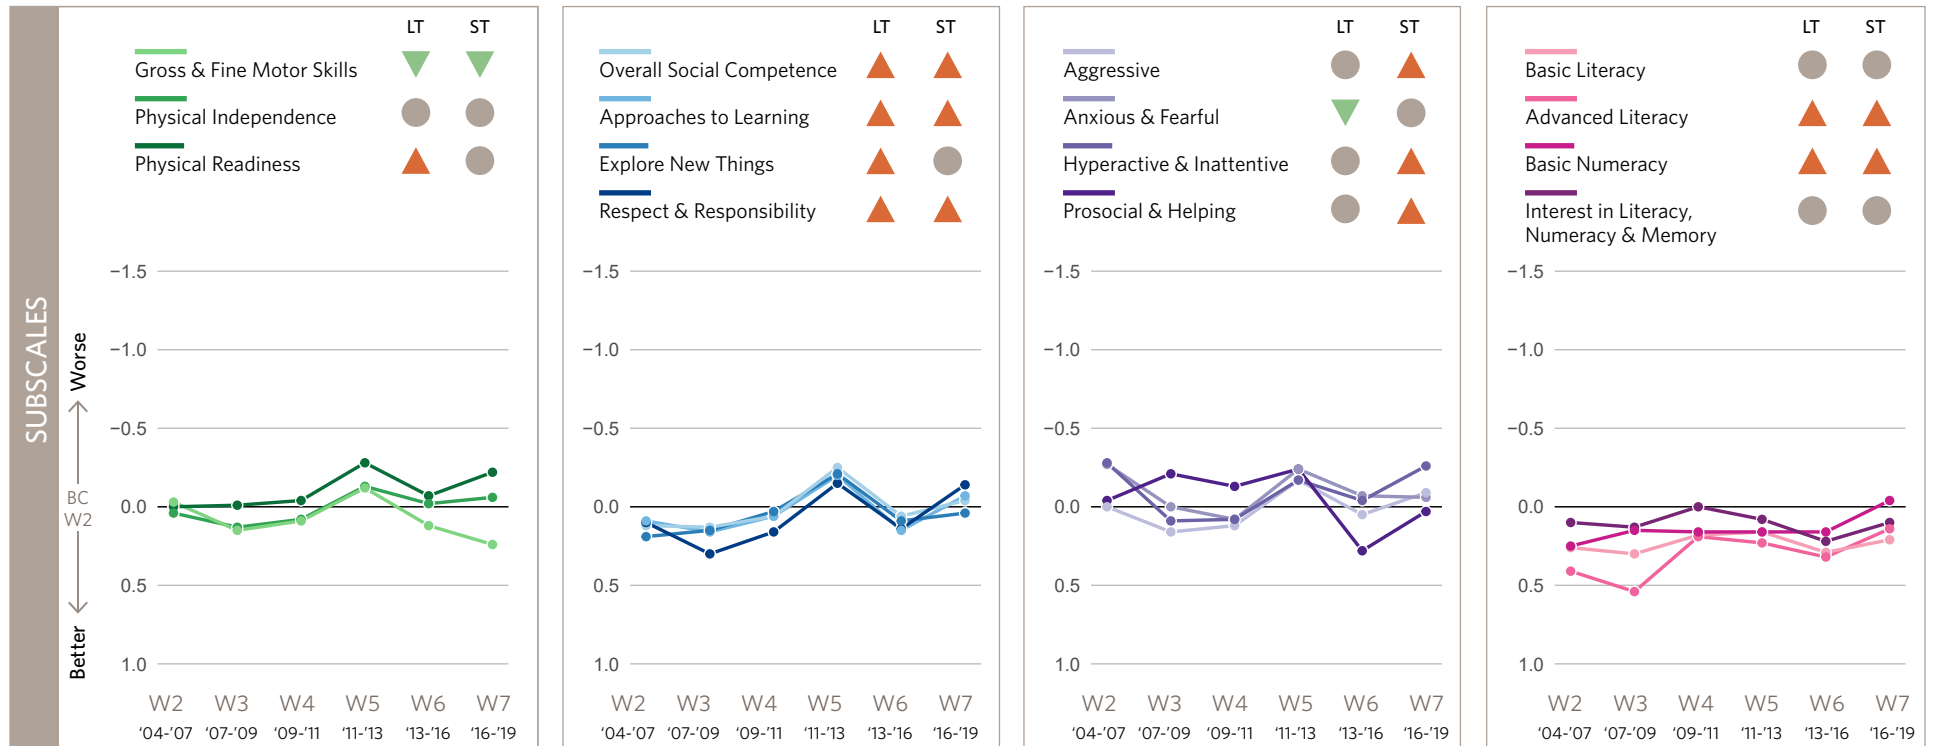 SUBSCALES
Worse
BC
W2
Better
LT ST
Gross & Fine Motor Skills
Physical Independence
Physical Readiness
−1.5
−1.0
−0.5
0.0
0.5
1.0
W2 W3 W4 W5 W6 W7
‘04-’07 ‘07-’09 ‘09-’11 ‘11-’13 ‘13-’16 ‘16-’19
LT ST
Overall Social Competence
Approaches to Learning
Explore New Things
Respect & Responsibility
−1.5
−1.0
−0.5
0.0
0.5
1.0
W2 W3 W4 W5 W6 W7
‘04-’07 ‘07-’09 ‘09-’11 ‘11-’13 ‘13-’16 ‘16-’19
LT ST
Aggressive
Anxious & Fearful
Hyperactive & Inattentive
Prosocial & Helping
−1.5
−1.0
−0.5
0.0
0.5
1.0
W2 W3 W4 W5 W6 W7
‘04-’07 ‘07-’09 ‘09-’11 ‘11-’13 ‘13-’16 ‘16-’19
LT ST
Basic Literacy
Advanced Literacy
Basic Numeracy
Interest in Literacy,
Numeracy & Memory
−1.5
−1.0
−0.5
0.0
0.5
1.0
W2 W3 W4 W5 W6 W7
‘04-’07 ‘07-’09 ‘09-’11 ‘11-’13 ‘13-’16 ‘16-’19